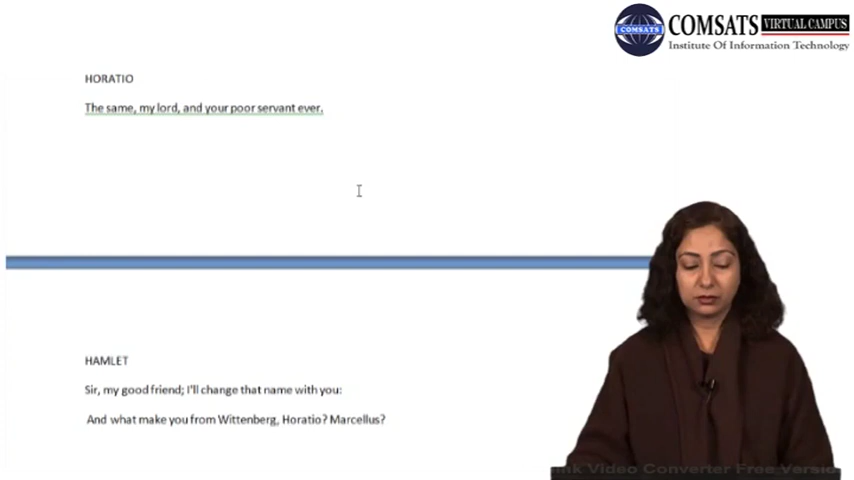 COMSATS VIRTUAL CAMPUS
COMSATS
Institute Of Information Technology
HORATIO
The same, my lord, and your poor servant ever.
HAMLET
Sir, my good friend; I'll change that name with you:
And what make you from Wittenberg, Horatio? Marcellus?
Video Converter Free